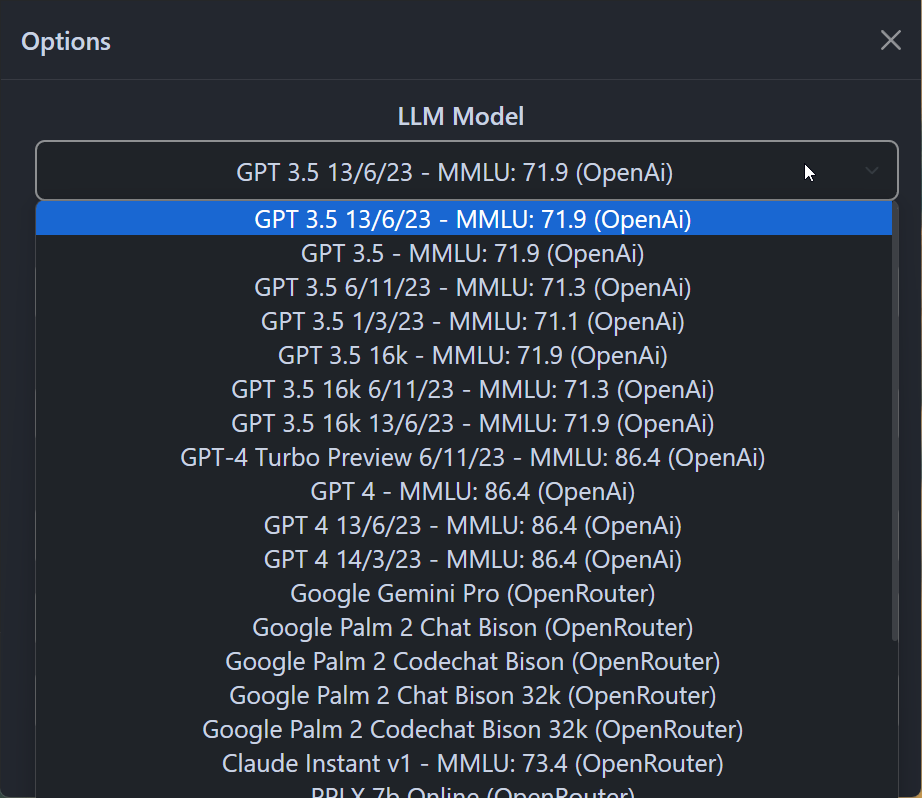 Options
LLM Model
GPT 3.5 13/6/23 - MMLU: 71.9 (OpenAi)
GPT 3.5 13/6/23 - MMLU: 71.9 (OpenAi)
GPT 3.5 - MMLU: 71.9 (OpenAi)
GPT 3.5 6/11/23 - MMLU: 71.3 (OpenAi)
GPT 3.5 1/3/23 - MMLU: 71.1 (OpenAi)
GPT 3.5 16k - MMLU: 71.9 (OpenAi)
GPT 3.5 16k 6/11/23 - MMLU: 71.3 (OpenAi)
GPT 3.5 16k 13/6/23 - MMLU: 71.9 (OpenAi)
GPT-4 Turbo Preview 6/11/23 - MMLU: 86.4 (OpenAi)
GPT 4 - MMLU: 86.4 (OpenAi)
GPT 4 13/6/23 - MMLU: 86.4 (OpenAi)
GPT 4 14/3/23 - MMLU: 86.4 (OpenAi)
Google Gemini Pro (OpenRouter)
Google Palm 2 Chat Bison (OpenRouter)
Google Palm 2 Codechat Bison (OpenRouter)
Google Palm 2 Chat Bison 32k (OpenRouter)
Google Palm 2 Codechat Bison 32k (OpenRouter)
Claude Instant v1 - MMLU: 73.4 (OpenRouter)
PPLX 7b Online (OpenRouter)